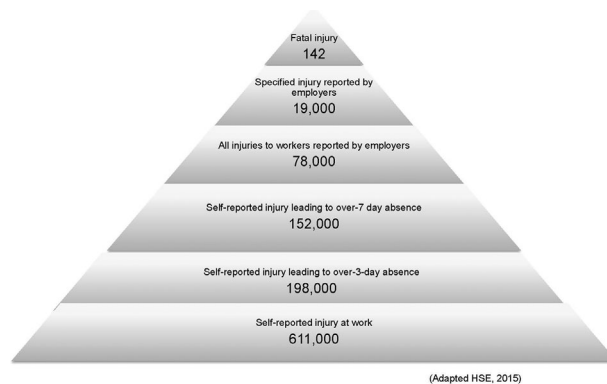 Fatal injury
142
Specified injury reported by
employers
19,000
All injuries to workers reported by employers
78,000
Self-reported injury leading to over-7 day absence
152,000
Self-reported injury leading to over-3-day absence
198,000
Self-reported injury at work
611,000
(Adapted HSE, 2015)